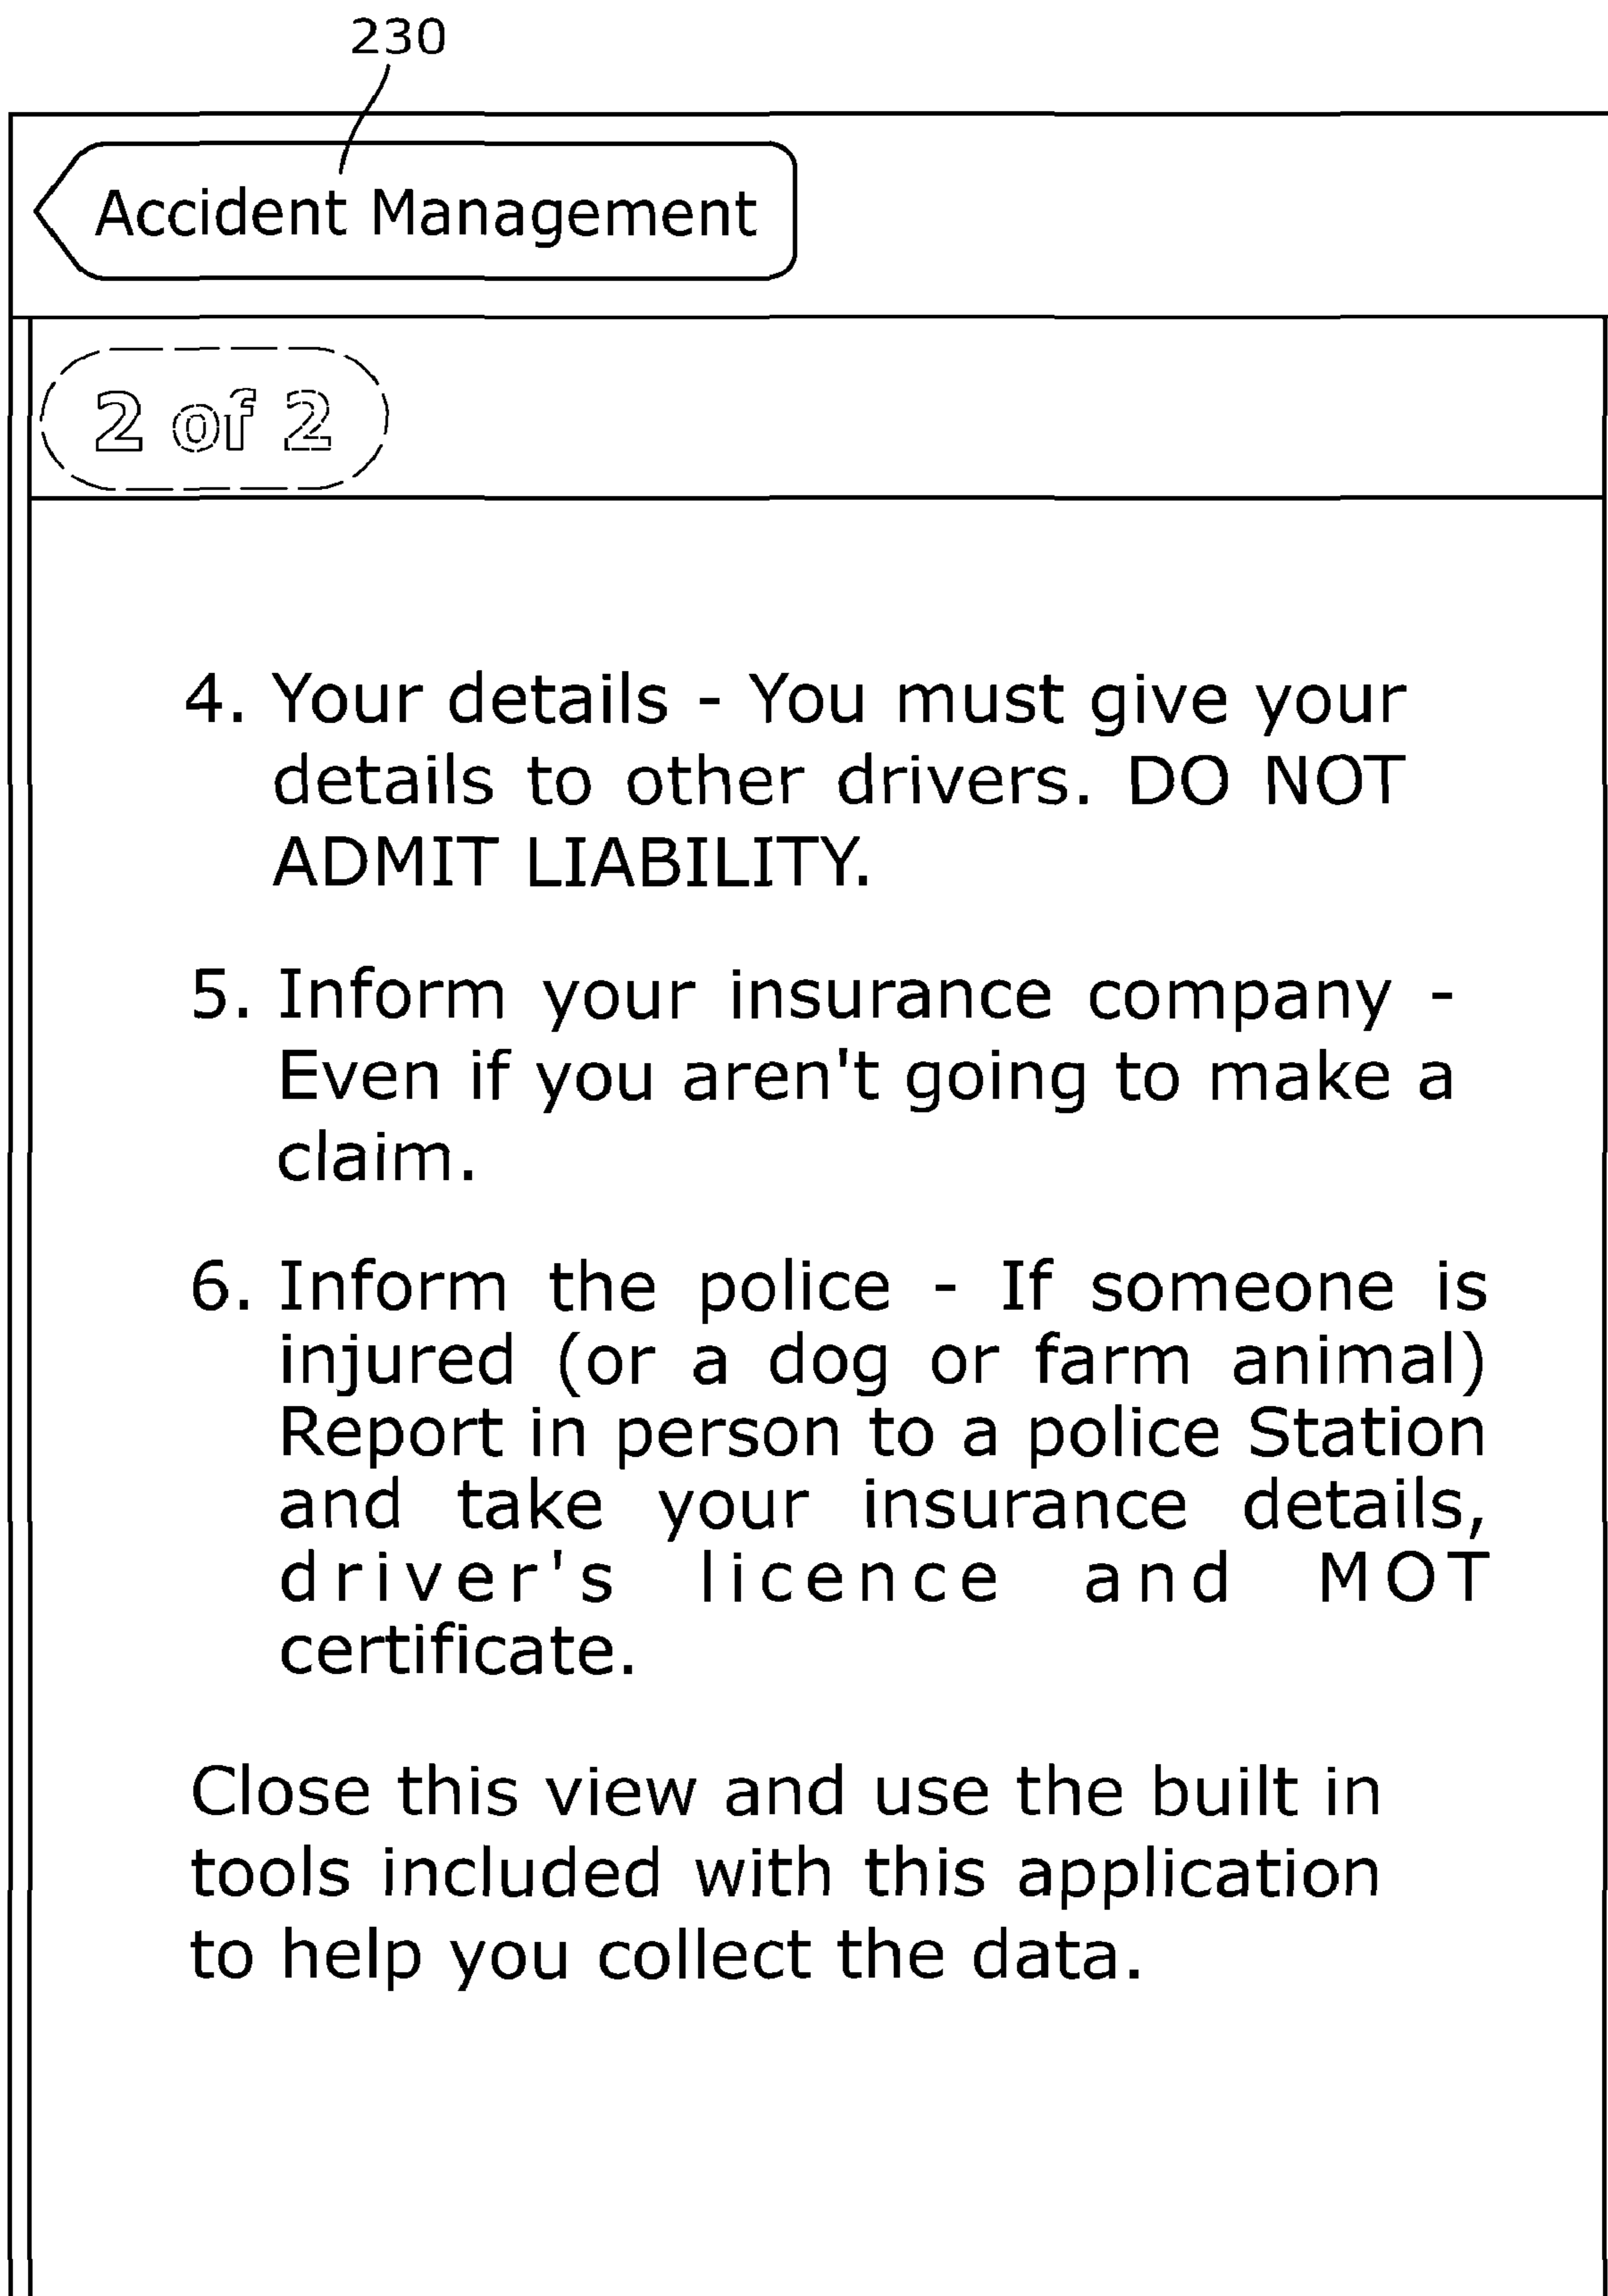 230
Accident Management
2 of 2
4. Your details - You must give your
details to other drivers. DO NOT
ADMIT LIABILITY.
5. Inform your insurance company -
Even if you aren't going to make a
claim.
6. Inform the police - If someone is
injured (or a dog or farm animal)
Report in person to a police Station
and take your insurance details,
driver's licence and MOT
certificate.
Close this view and use the built in
tools included with this application
to help you collect the data.